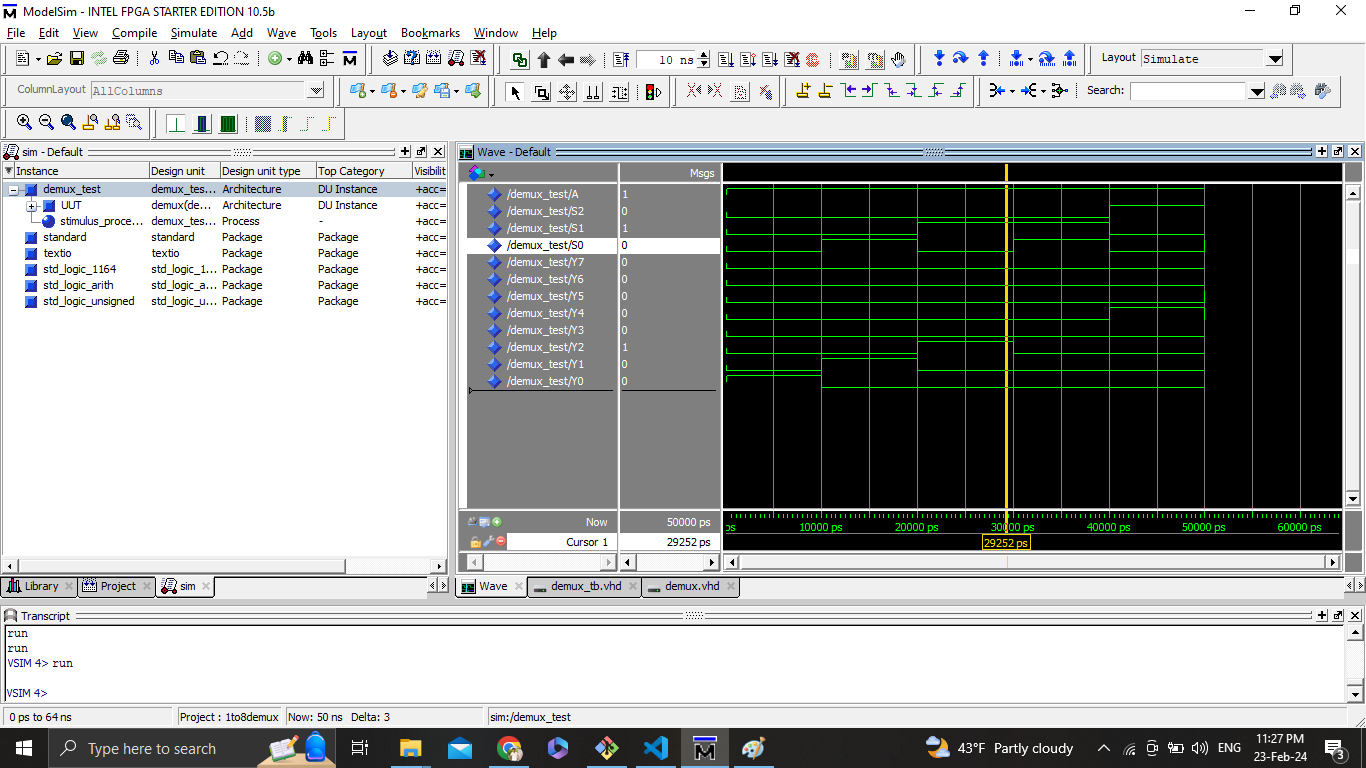 ModelSim - INTEL FPGA STARTER EDITION 10.5b
File Edit View Compile Simulate Add Wave Tools Layout Bookmarks Window Help
10 ns
Layout Simulate
ColumnLayout AllColumns
Search:
sim - Default
Instance Design unit Design unit type Top Category Visibilit
demux_test demux_tes... Architecture DU Instance +acc=
UUT demux(de... Architecture DU Instance +acc=
stimulus_proce... demux_tes... Process - +acc=
standard standard Package Package +acc=
textio textio Package Package +acc=
std_logic_1164 std_logic_1... Package Package +acc=
std_logic_arith std_logic_a... Package Package +acc=
std_logic_unsigned std_logic_u... Package Package +acc=
Library Project sim
Wave - Default
Msgs
/demux_test/A 1
/demux_test/S2 0
/demux_test/S1 1
/demux_test/S0 0
/demux_test/Y7 0
/demux_test/Y6 0
/demux_test/Y5 0
/demux_test/Y4 0
/demux_test/Y3 0
/demux_test/Y2 1
/demux_test/Y1 0
/demux_test/Y0 0
Now 50000 ps
ps 10000 ps 20000 ps 30000 ps 40000 ps 50000 ps 60000 ps
Cursor 1 29252 ps
29252 ps
Wave demux_tb.vhd demux.vhd
Transcript
run
run
VSIM 4> run
VSIM 4>
0 ps to 64 ns Project : 1to8demux Now: 50 ns Delta: 3 sim:/demux_test
Type here to search
43°F Partly cloudy
ENG
11:27 PM
23-Feb-24
3